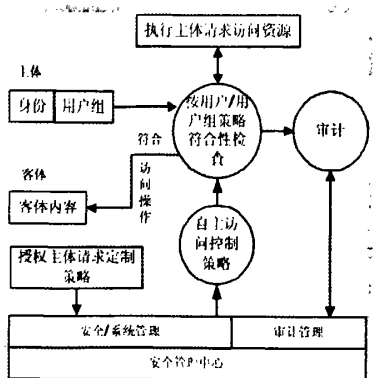 执行主体请求访问资源
主体
身份
用户组
按用户/用
户组策略
符合性检
查
审计
符合
访问操作
客体
客体内容
自主访
问控制
策略
授权主体请求定制
策略
安全/系统管理
审计管理
安全管理中心